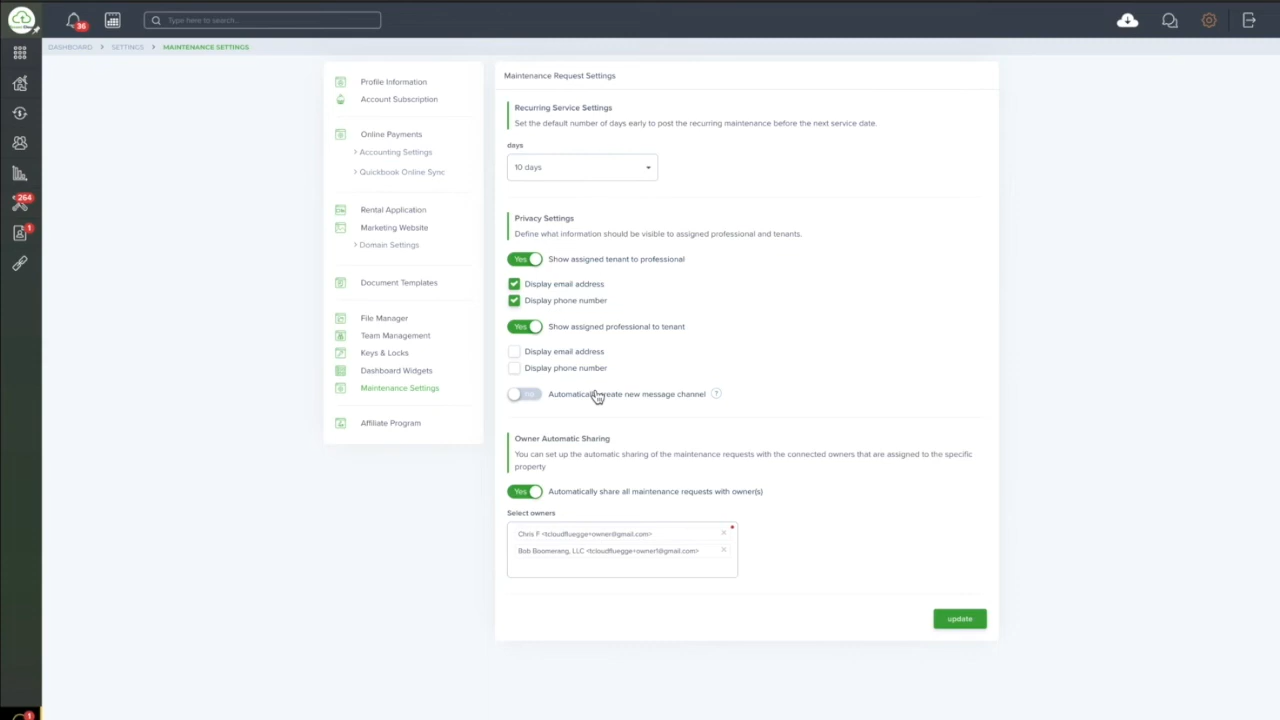 36
Type here to search...
DASHBOARD > SETTINGS > MAINTENANCE SETTINGS
264
1
1
Profile Information
Account Subscription
Online Payments
> Accounting Settings
> Quickbook Online Sync
Rental Application
Marketing Website
> Domain Settings
Document Templates
File Manager
Team Management
Keys & Locks
Dashboard Widgets
Maintenance Settings
Affiliate Program
Maintenance Request Settings
Recurring Service Settings
Set the default number of days early to post the recurring maintenance before the next service date.
days
10 days
Privacy Settings
Define what information should be visible to assigned professional and tenants.
Yes Show assigned tenant to professional
Display email address
Display phone number
Yes Show assigned professional to tenant
Display email address
Display phone number
no Automatically create new message channel ?
Owner Automatic Sharing
You can set up the automatic sharing of the maintenance requests with the connected owners that are assigned to the specific
property
Yes Automatically share all maintenance requests with owner(s)
Select owners
Chris F <tcloudfluegge+owner@gmail.com>
Bob Boomerang, LLC <tcloudfluegge+owner1@gmail.com>
update